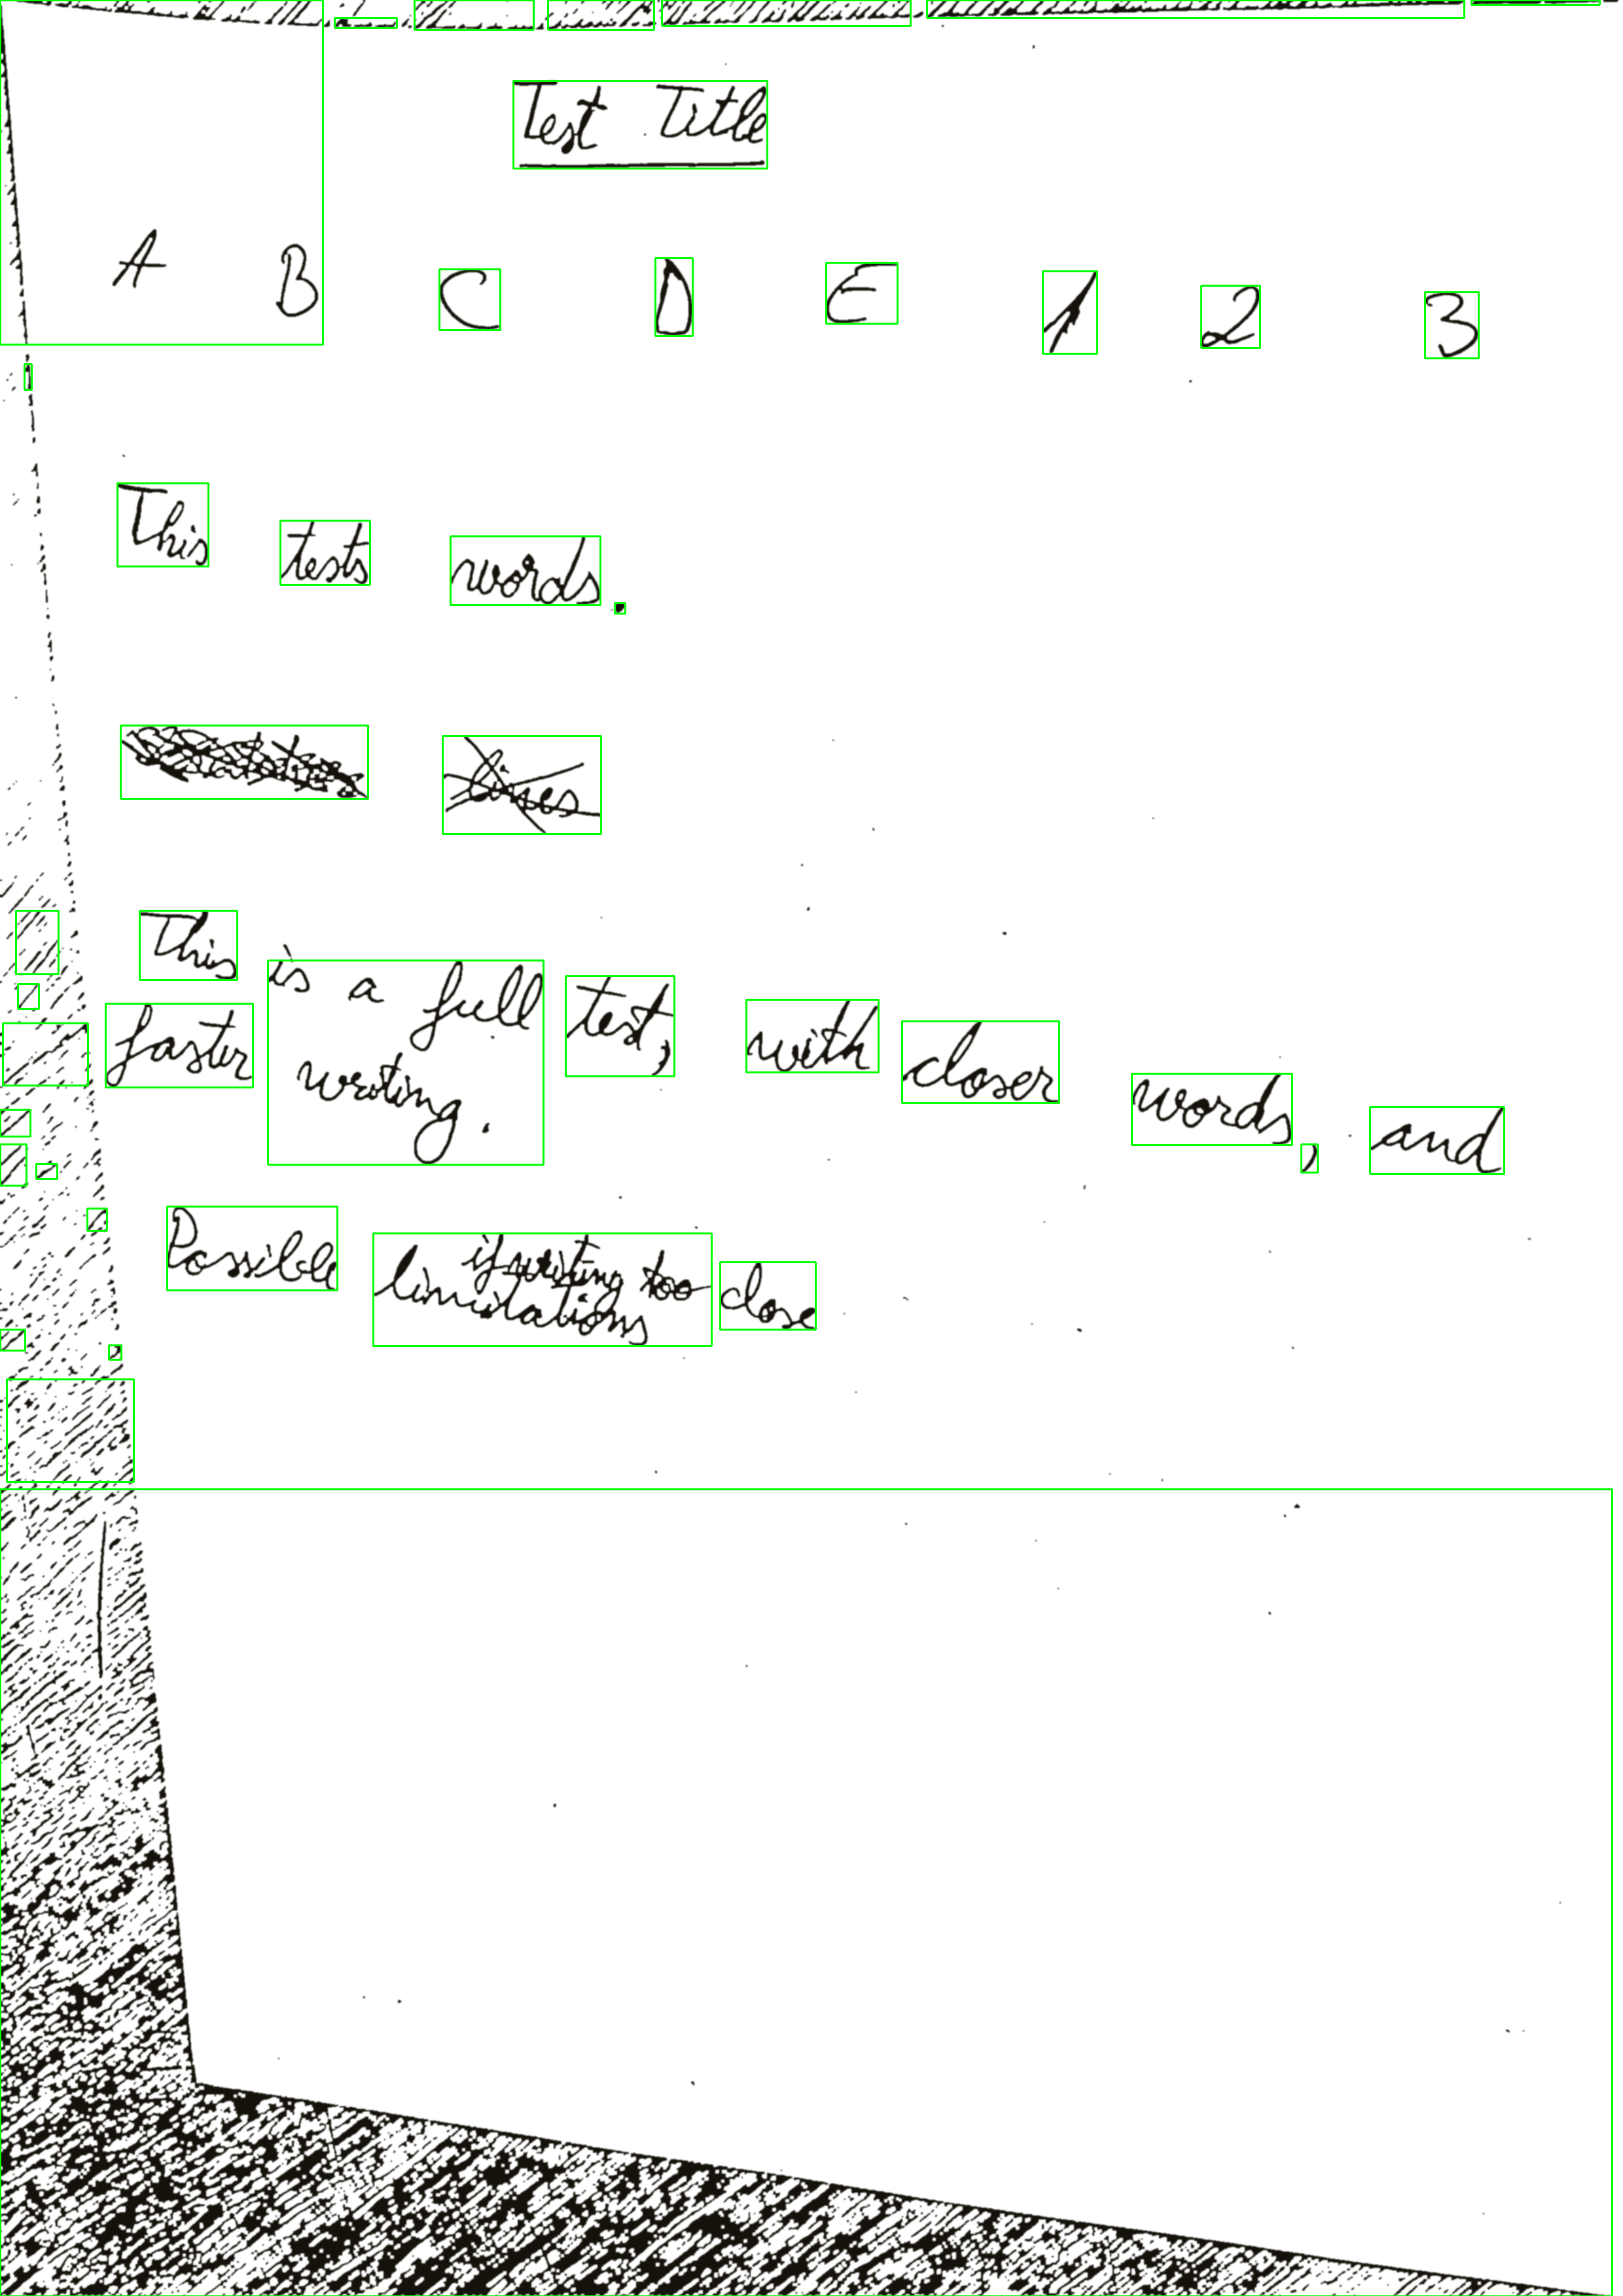 Test Title
A B C D E 1 2 3
This tests words.
lines
This is a full test, with closer words, and
faster writing.
Possible limitations if writing too close